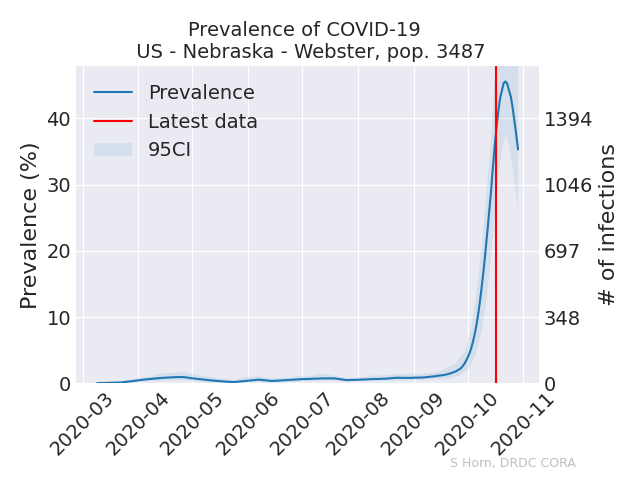 Prevalence of COVID-19
US - Nebraska - Webster, pop. 3487
Prevalence
Latest data
95CI
Prevalence (%)
40
30
20
10
0
1394
1046
697
348
0
# of infections
2020-03
2020-04
2020-05
2020-06
2020-07
2020-08
2020-09
2020-10
2020-11
S Horn, DRDC CORA